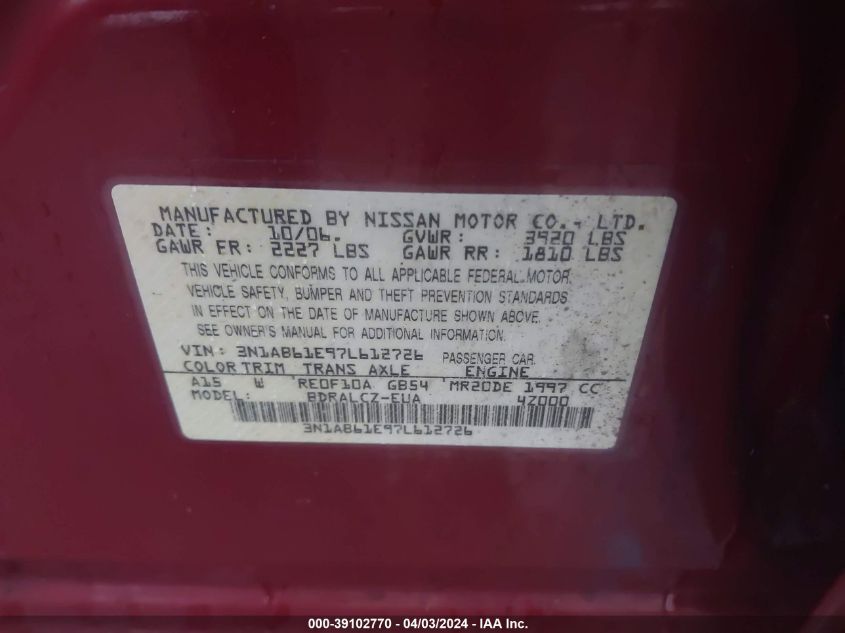 MANUFACTURED BY NISSAN MOTOR CO., LTD.
DATE: 10/06. GVWR: 3920 LBS
GAWR FR: 2227 LBS GAWR RR: 1810 LBS
THIS VEHICLE CONFORMS TO ALL APPLICABLE FEDERAL MOTOR
VEHICLE SAFETY, BUMPER AND THEFT PREVENTION STANDARDS
IN EFFECT ON THE DATE OF MANUFACTURE SHOWN ABOVE.
SEE OWNER'S MANUAL FOR ADDITIONAL INFORMATION.
VIN: 3N1AB61E97L612726 PASSENGER CAR
COLOR TRIM TRANS AXLE ENGINE
A15 W RE0F10A GB54 MR20DE 1997 CC
MODEL: BDRALCZ-EUA 4Z000
3N1AB61E97L612726
000-39102770 - 04/03/2024 - IAA Inc.